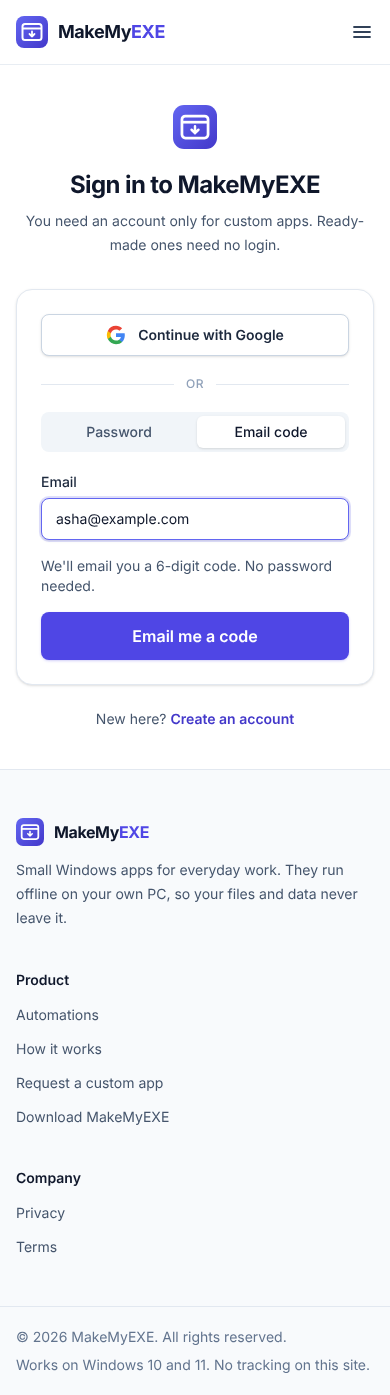 MakeMyEXE
Sign in to MakeMyEXE
You need an account only for custom apps. Ready-
made ones need no login.
Continue with Google
OR
Password
Email code
Email
asha@example.com
We'll email you a 6-digit code. No password
needed.
Email me a code
New here? Create an account
MakeMyEXE
Small Windows apps for everyday work. They run
offline on your own PC, so your files and data never
leave it.
Product
Automations
How it works
Request a custom app
Download MakeMyEXE
Company
Privacy
Terms
© 2026 MakeMyEXE. All rights reserved.
Works on Windows 10 and 11. No tracking on this site.